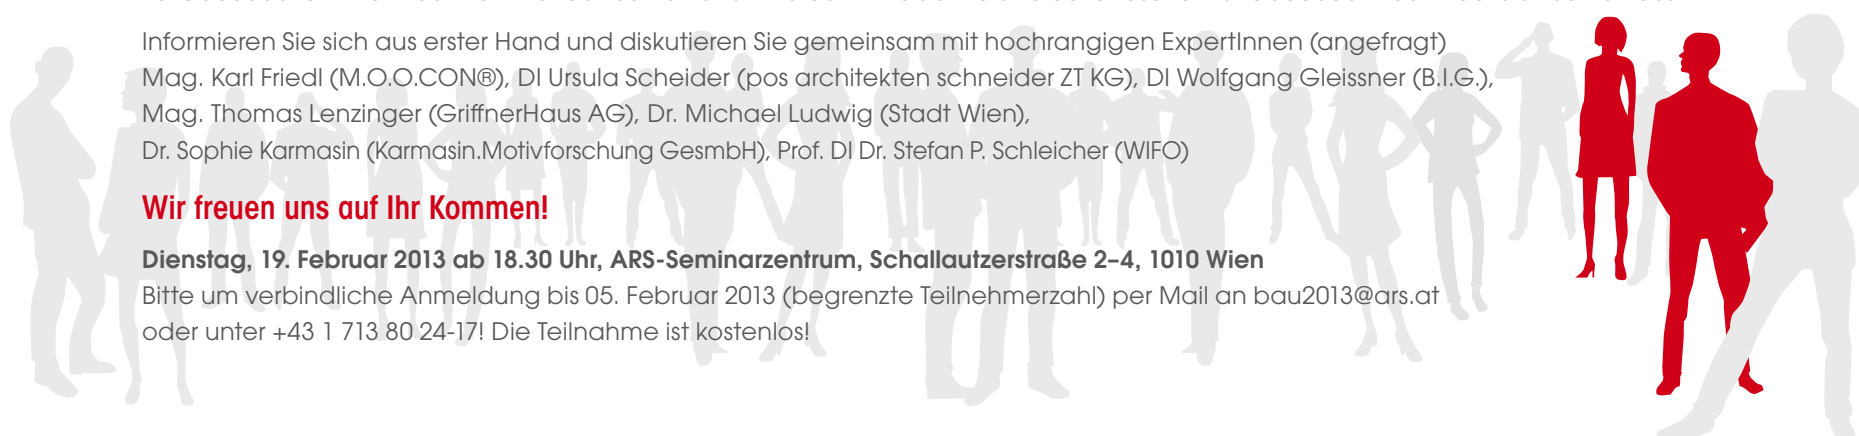 Informieren Sie sich aus erster Hand und diskutieren Sie gemeinsam mit hochrangigen ExpertInnen (angefragt)
Mag. Karl Friedl (M.O.O.CON®), DI Ursula Scheider (pos architekten schneider ZT KG), DI Wolfgang Gleissner (B.I.G.),
Mag. Thomas Lenzinger (GriffnerHaus AG), Dr. Michael Ludwig (Stadt Wien),
Dr. Sophie Karmasin (Karmasin.Motivforschung GesmbH), Prof. DI Dr. Stefan P. Schleicher (WIFO)
Wir freuen uns auf Ihr Kommen!
Dienstag, 19. Februar 2013 ab 18.30 Uhr, ARS-Seminarzentrum, Schallautzerstraße 2–4, 1010 Wien
Bitte um verbindliche Anmeldung bis 05. Februar 2013 (begrenzte Teilnehmerzahl) per Mail an bau2013@ars.at
oder unter +43 1 713 80 24-17! Die Teilnahme ist kostenlos!